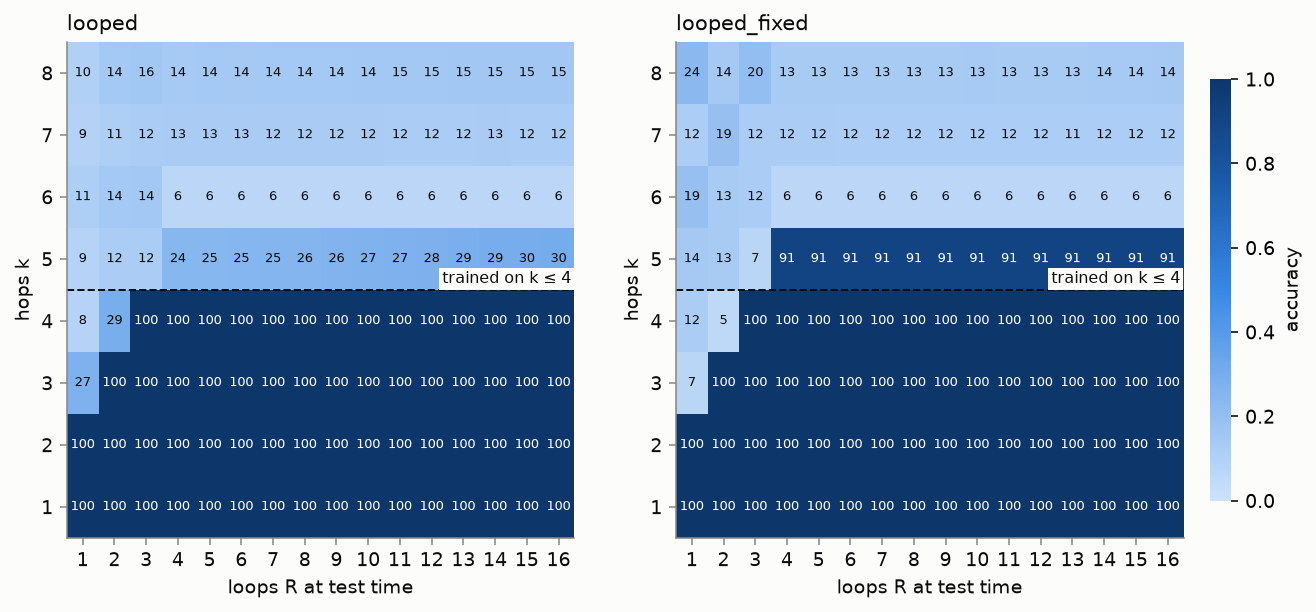 looped
8 10 14 16 14 14 14 14 14 14 14 15 15 15 15 15 15
7 9 11 12 13 13 13 12 12 12 12 12 12 12 13 12 12
6 11 14 14 6 6 6 6 6 6 6 6 6 6 6 6 6
5 9 12 12 24 25 25 25 26 26 27 27 28 29 29 30 30
trained on k ≤ 4
4 8 29 100 100 100 100 100 100 100 100 100 100 100 100 100 100
3 27 100 100 100 100 100 100 100 100 100 100 100 100 100 100 100
2 100 100 100 100 100 100 100 100 100 100 100 100 100 100 100 100
1 100 100 100 100 100 100 100 100 100 100 100 100 100 100 100 100
1 2 3 4 5 6 7 8 9 10 11 12 13 14 15 16
hops k
loops R at test time
looped_fixed
8 24 14 20 13 13 13 13 13 13 13 13 13 13 14 14 14
7 12 19 12 12 12 12 12 12 12 12 12 12 11 12 12 12
6 19 13 12 6 6 6 6 6 6 6 6 6 6 6 6 6
5 14 13 7 91 91 91 91 91 91 91 91 91 91 91 91 91
trained on k ≤ 4
4 12 5 100 100 100 100 100 100 100 100 100 100 100 100 100 100
3 7 100 100 100 100 100 100 100 100 100 100 100 100 100 100 100
2 100 100 100 100 100 100 100 100 100 100 100 100 100 100 100 100
1 100 100 100 100 100 100 100 100 100 100 100 100 100 100 100 100
1 2 3 4 5 6 7 8 9 10 11 12 13 14 15 16
hops k
loops R at test time
1.0
0.8
0.6
0.4
0.2
0.0
accuracy